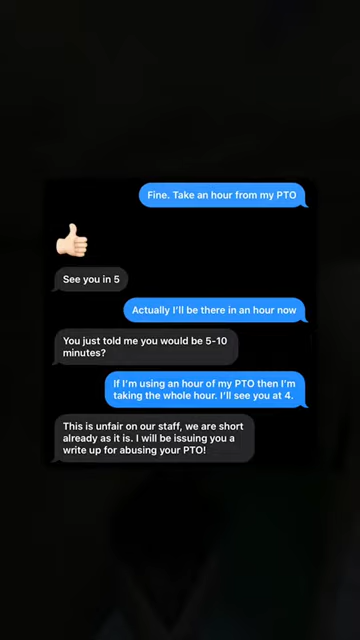 Fine. Take an hour from my PTO
See you in 5
Actually I'll be there in an hour now
You just told me you would be 5-10
minutes?
If I'm using an hour of my PTO then I'm
taking the whole hour. I'll see you at 4.
This is unfair on our staff, we are short
already as it is. I will be issuing you a
write up for abusing your PTO!